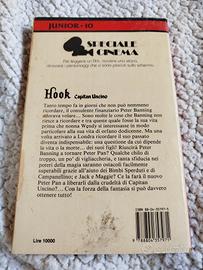 JUNIOR - 10
SPECIALE
CINEMA
Per leggere un film, rivivere una storia,
ritrovare i personaggi che vi sono piaciuti sullo schermo.
Hook Capitan Uncino
Tanto tempo fa in giorni che non può nemmeno
ricordare, il consulente finanziario Peter Banning
adorava volare... Sono molte le cose che Banning non
riesce a ricordare e tra queste quale fosse la sua vita
prima che nonna Wendy si interessasse in modo tanto
particolare alla sua vita di orfano dodicenne. Ma una
volta arrivato a Londra ricordare il suo passato
diventa indispensabile: una questione da cui dipende
la vita o la morte... dei suoi figli! Riuscirà Peter
Banning a tornare Peter Pan? Qualche chilo di
troppo, un po' di vigliaccheria, e tanta sfiducia nei
poteri della magia saranno ostacoli facilmente
superabili grazie all'aiuto dei Bimbi Sperduti e di
Campanellino; e Jack e Maggie? Ce la farà il nuovo
Peter Pan a liberarli dalla crudeltà di Capitan
Uncino?... Con la forza della fantasia si può davvero
ottenere tutto!
Lire 10000